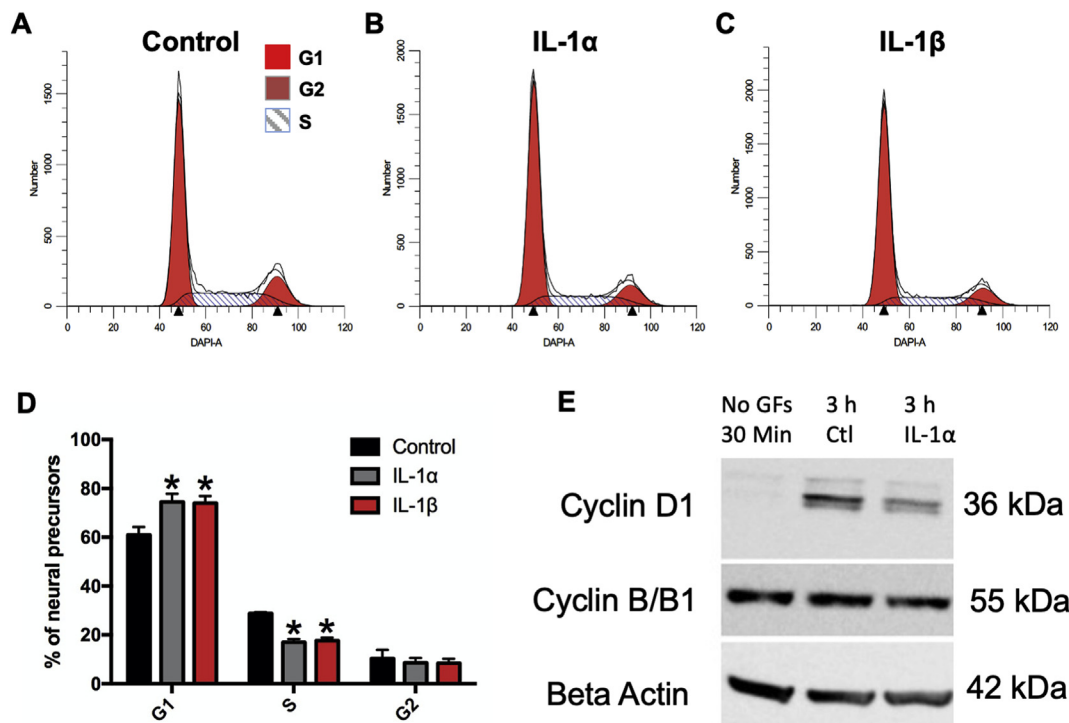 A
Control
G1
G2
S
Number
1500
1000
500
0
0 20 40 60 80 100 120
DAPI-A
B
IL-1α
Number
2000
1500
1000
500
0
0 20 40 60 80 100 120
DAPI-A
C
IL-1β
Number
2000
1500
1000
500
0
0 20 40 60 80 100 120
DAPI-A
D
% of neural precursors
100
80
60
40
20
0
Control
IL-1α
IL-1β
* *
* *
G1 S G2
E
No GFs 3 h 3 h
30 Min Ctl IL-1α
Cyclin D1 36 kDa
Cyclin B/B1 55 kDa
Beta Actin 42 kDa